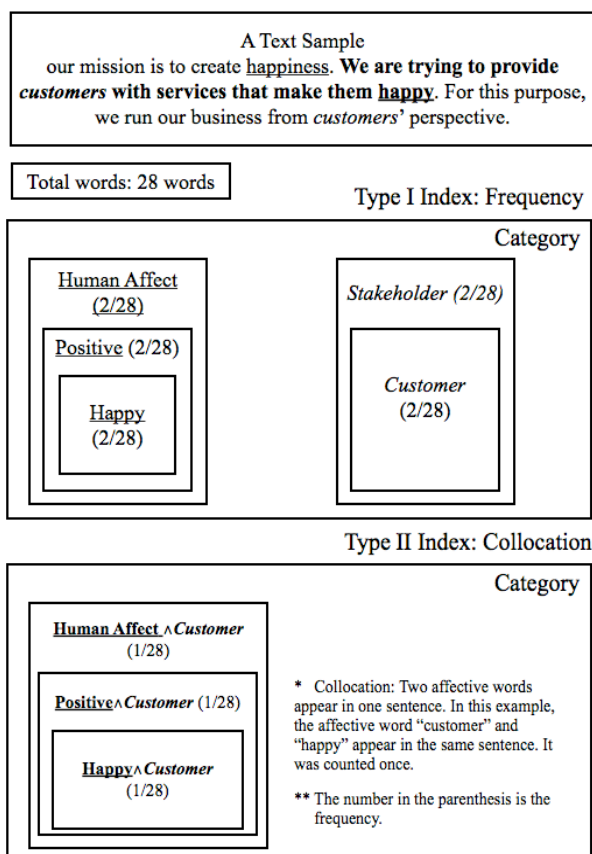 A Text Sample
our mission is to create happiness. We are trying to provide
customers with services that make them happy. For this purpose,
we run our business from customers' perspective.
Total words: 28 words
Type I Index: Frequency
Category
Human Affect
(2/28)
Positive (2/28)
Happy
(2/28)
Stakeholder (2/28)
Customer
(2/28)
Type II Index: Collocation
Category
Human Affect ∧Customer
(1/28)
Positive∧Customer (1/28)
Happy∧Customer
(1/28)
* Collocation: Two affective words
appear in one sentence. In this example,
the affective word “customer” and
“happy” appear in the same sentence. It
was counted once.
** The number in the parenthesis is the
frequency.